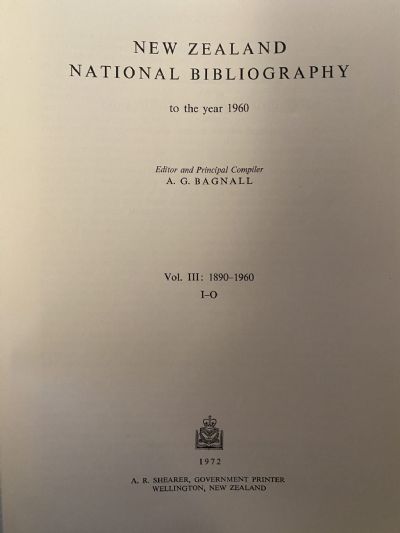 NEW ZEALAND
NATIONAL BIBLIOGRAPHY
to the year 1960
Editor and Principal Compiler
A. G. BAGNALL
Vol. III: 1890–1960
I–O
1972
A. R. SHEARER, GOVERNMENT PRINTER
WELLINGTON, NEW ZEALAND